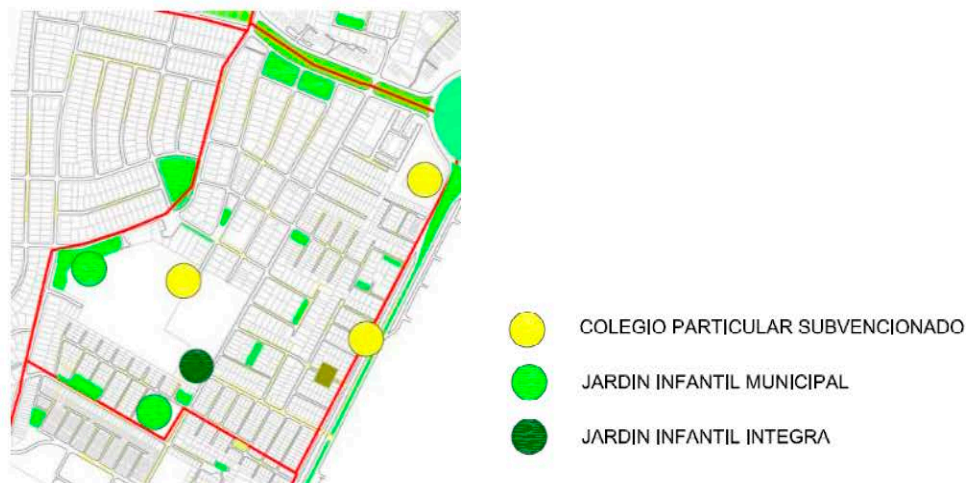 COLEGIO PARTICULAR SUBVENCIONADO
JARDIN INFANTIL MUNICIPAL
JARDIN INFANTIL INTEGRA